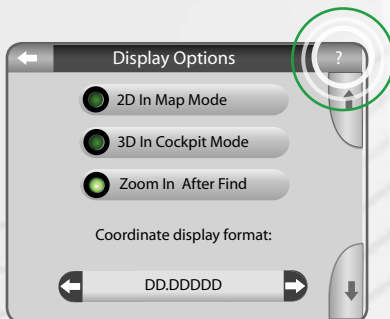 Display Options
?
2D In Map Mode
3D In Cockpit Mode
Zoom In After Find
Coordinate display format:
DD.DDDDD